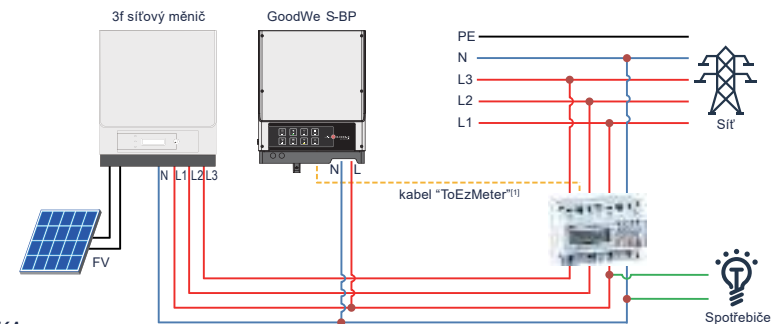 3f síťový měnič
GoodWe S-BP
PE
N
L3
L2
L1
Síť
N L1 L2 L3
N L
kabel “ToEzMeter”[1]
FV
Spotřebiče